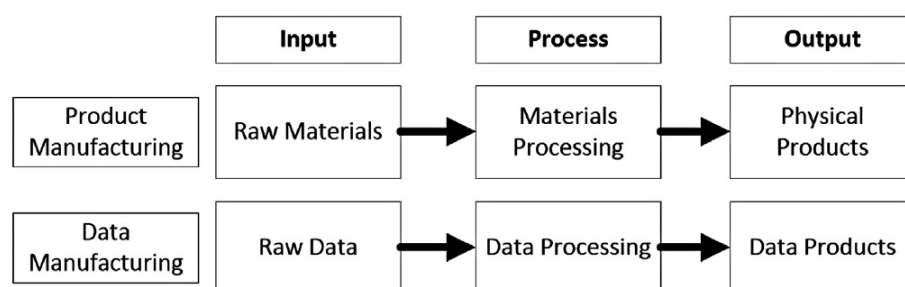 Input
Process
Output
Product
Manufacturing
Raw Materials
Materials
Processing
Physical
Products
Data
Manufacturing
Raw Data
Data Processing
Data Products